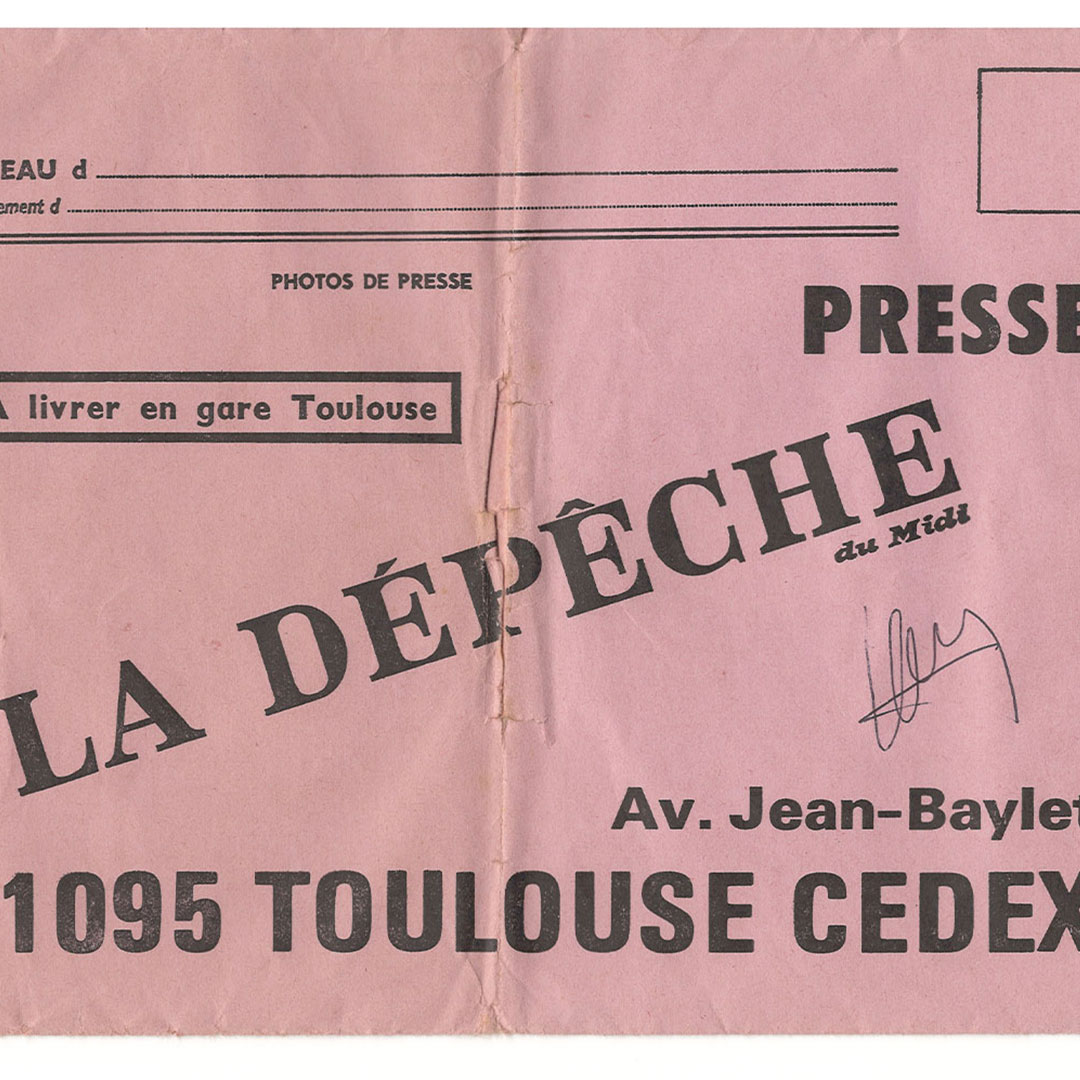 EAU d
ement d
PHOTOS DE PRESSE
PRESSE
A livrer en gare Toulouse
LA DÉPÊCHE
du Midi
Av. Jean-Baylet
1095 TOULOUSE CEDEX